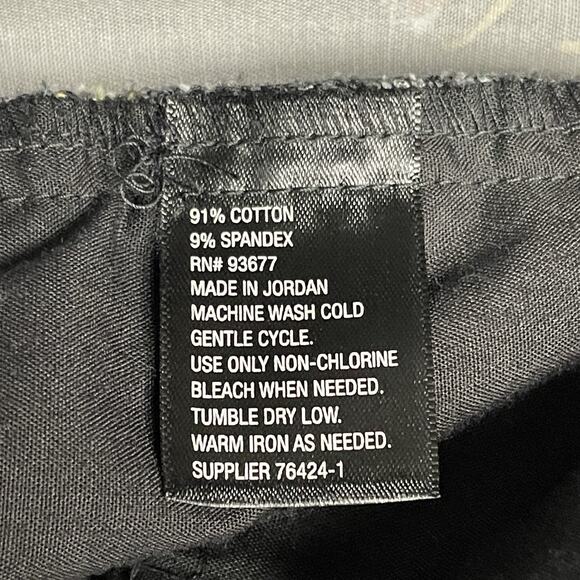 91% COTTON
9% SPANDEX
RN# 93677
MADE IN JORDAN
MACHINE WASH COLD
GENTLE CYCLE.
USE ONLY NON-CHLORINE
BLEACH WHEN NEEDED.
TUMBLE DRY LOW.
WARM IRON AS NEEDED.
SUPPLIER 76424-1